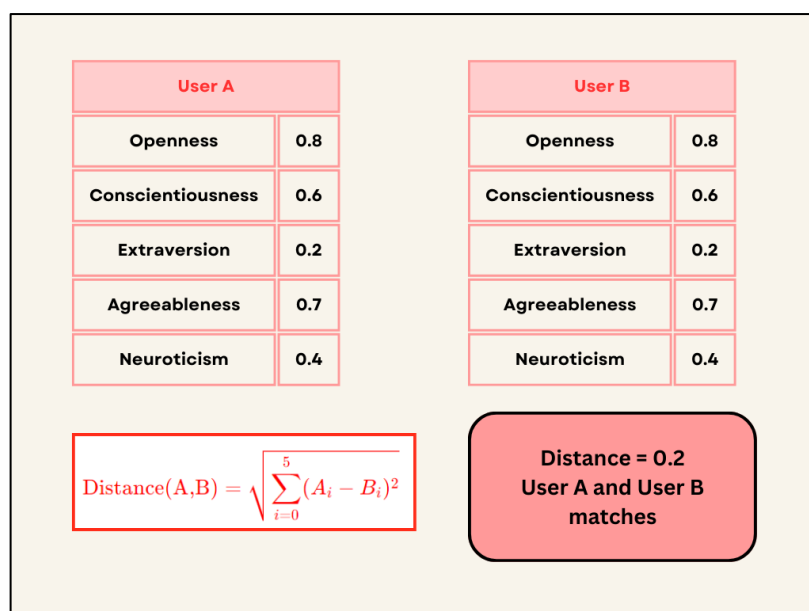 User A
Openness 0.8
Conscientiousness 0.6
Extraversion 0.2
Agreeableness 0.7
Neuroticism 0.4
User B
Openness 0.8
Conscientiousness 0.6
Extraversion 0.2
Agreeableness 0.7
Neuroticism 0.4
Distance(A,B) = √∑_{i=0}^{5}(A_i − B_i)^2
Distance = 0.2
User A and User B
matches